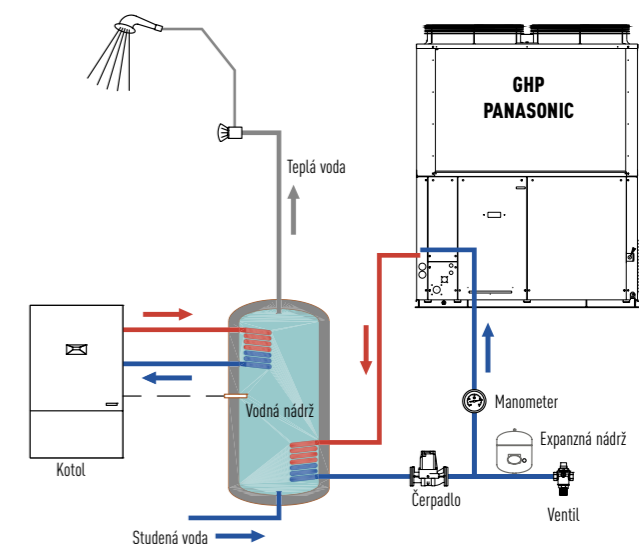 GHP
PANASONIC
Teplá voda
Vodná nádrž
Manometer
Expanzná nádrž
Kotol
Čerpadlo
Ventil
Studená voda